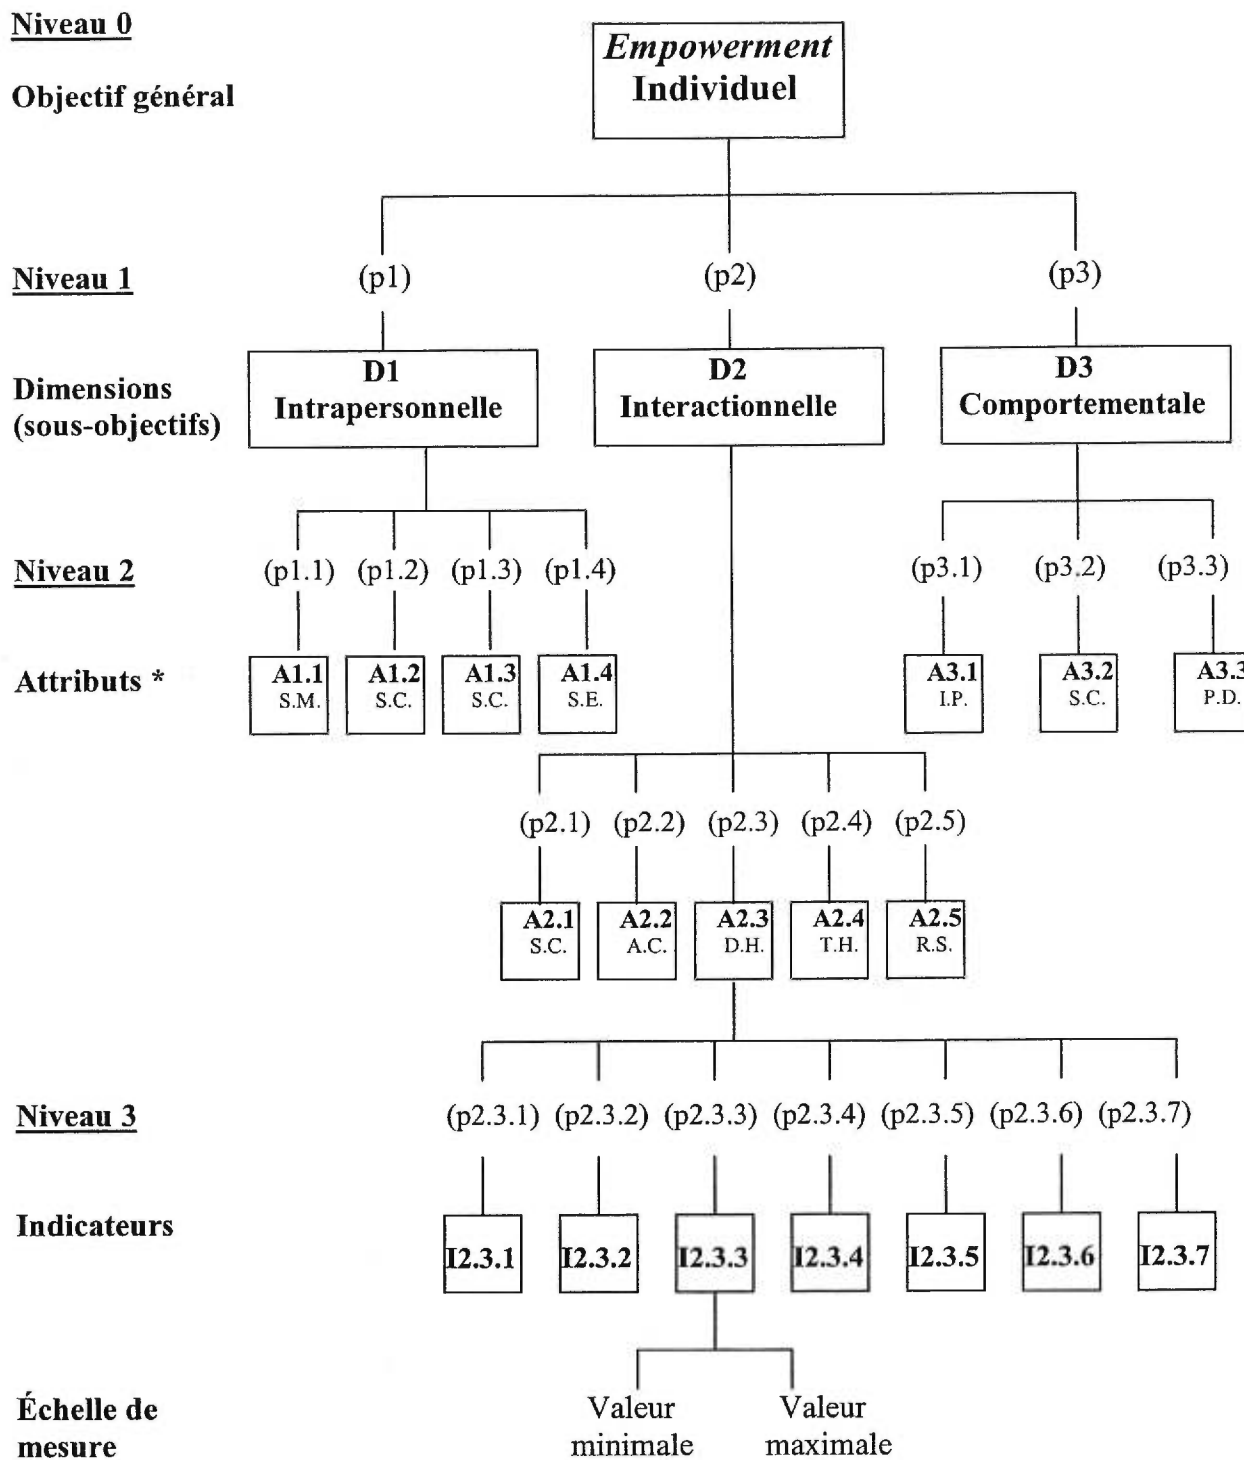 Niveau 0
Empowerment
Individuel
Objectif général
Niveau 1
(p1) (p2) (p3)
Dimensions
(sous-objectifs)
D1
Intrapersonnelle
D2
Interactionnelle
D3
Comportementale
Niveau 2
(p1.1) (p1.2) (p1.3) (p1.4) (p3.1) (p3.2) (p3.3)
Attributs *
A1.1
S.M.
A1.2
S.C.
A1.3
S.C.
A1.4
S.E.
A3.1
I.P.
A3.2
S.C.
A3.3
P.D.
(p2.1) (p2.2) (p2.3) (p2.4) (p2.5)
A2.1
S.C.
A2.2
A.C.
A2.3
D.H.
A2.4
T.H.
A2.5
R.S.
Niveau 3
(p2.3.1) (p2.3.2) (p2.3.3) (p2.3.4) (p2.3.5) (p2.3.6) (p2.3.7)
Indicateurs
I2.3.1 I2.3.2 I2.3.3 I2.3.4 I2.3.5 I2.3.6 I2.3.7
Échelle de
mesure
Valeur
minimale
Valeur
maximale